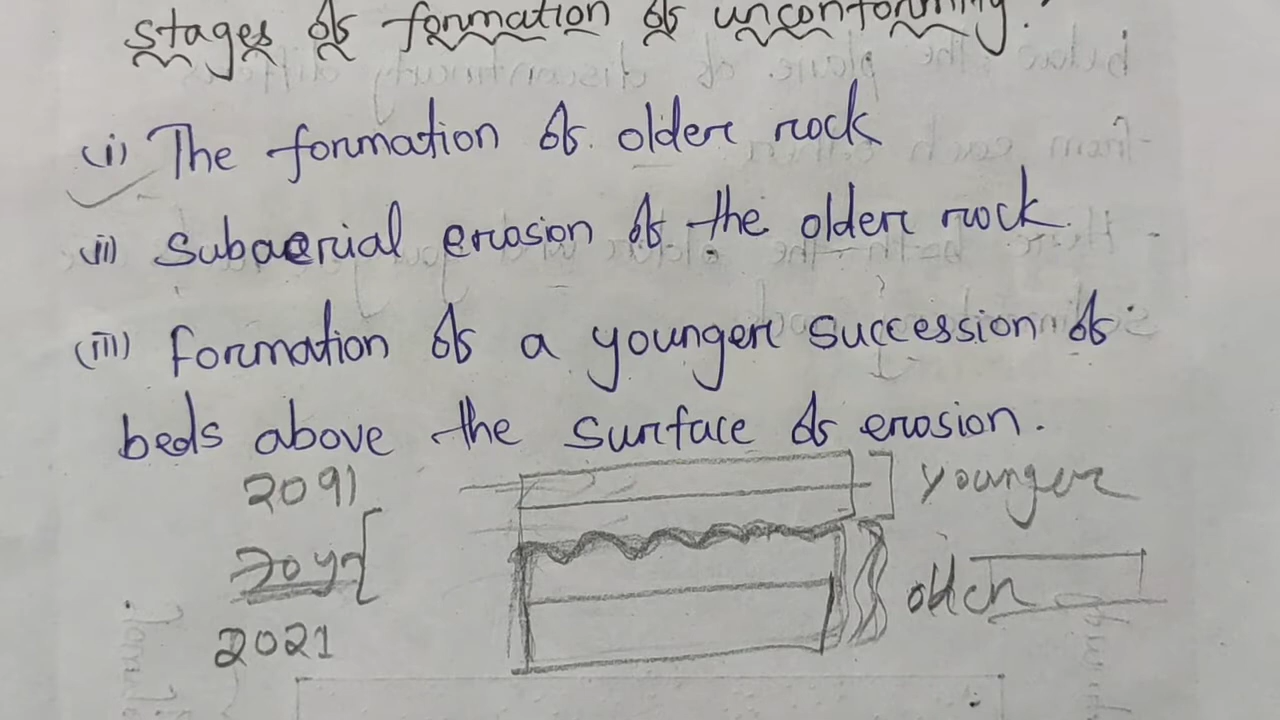 stages of formation of unconformity.
(i) The formation of older rock
(ii) Subaerial erosion of the older rock.
(iii) Formation of a younger succession of
beds above the surface of erosion.
2091
younger
older
2021